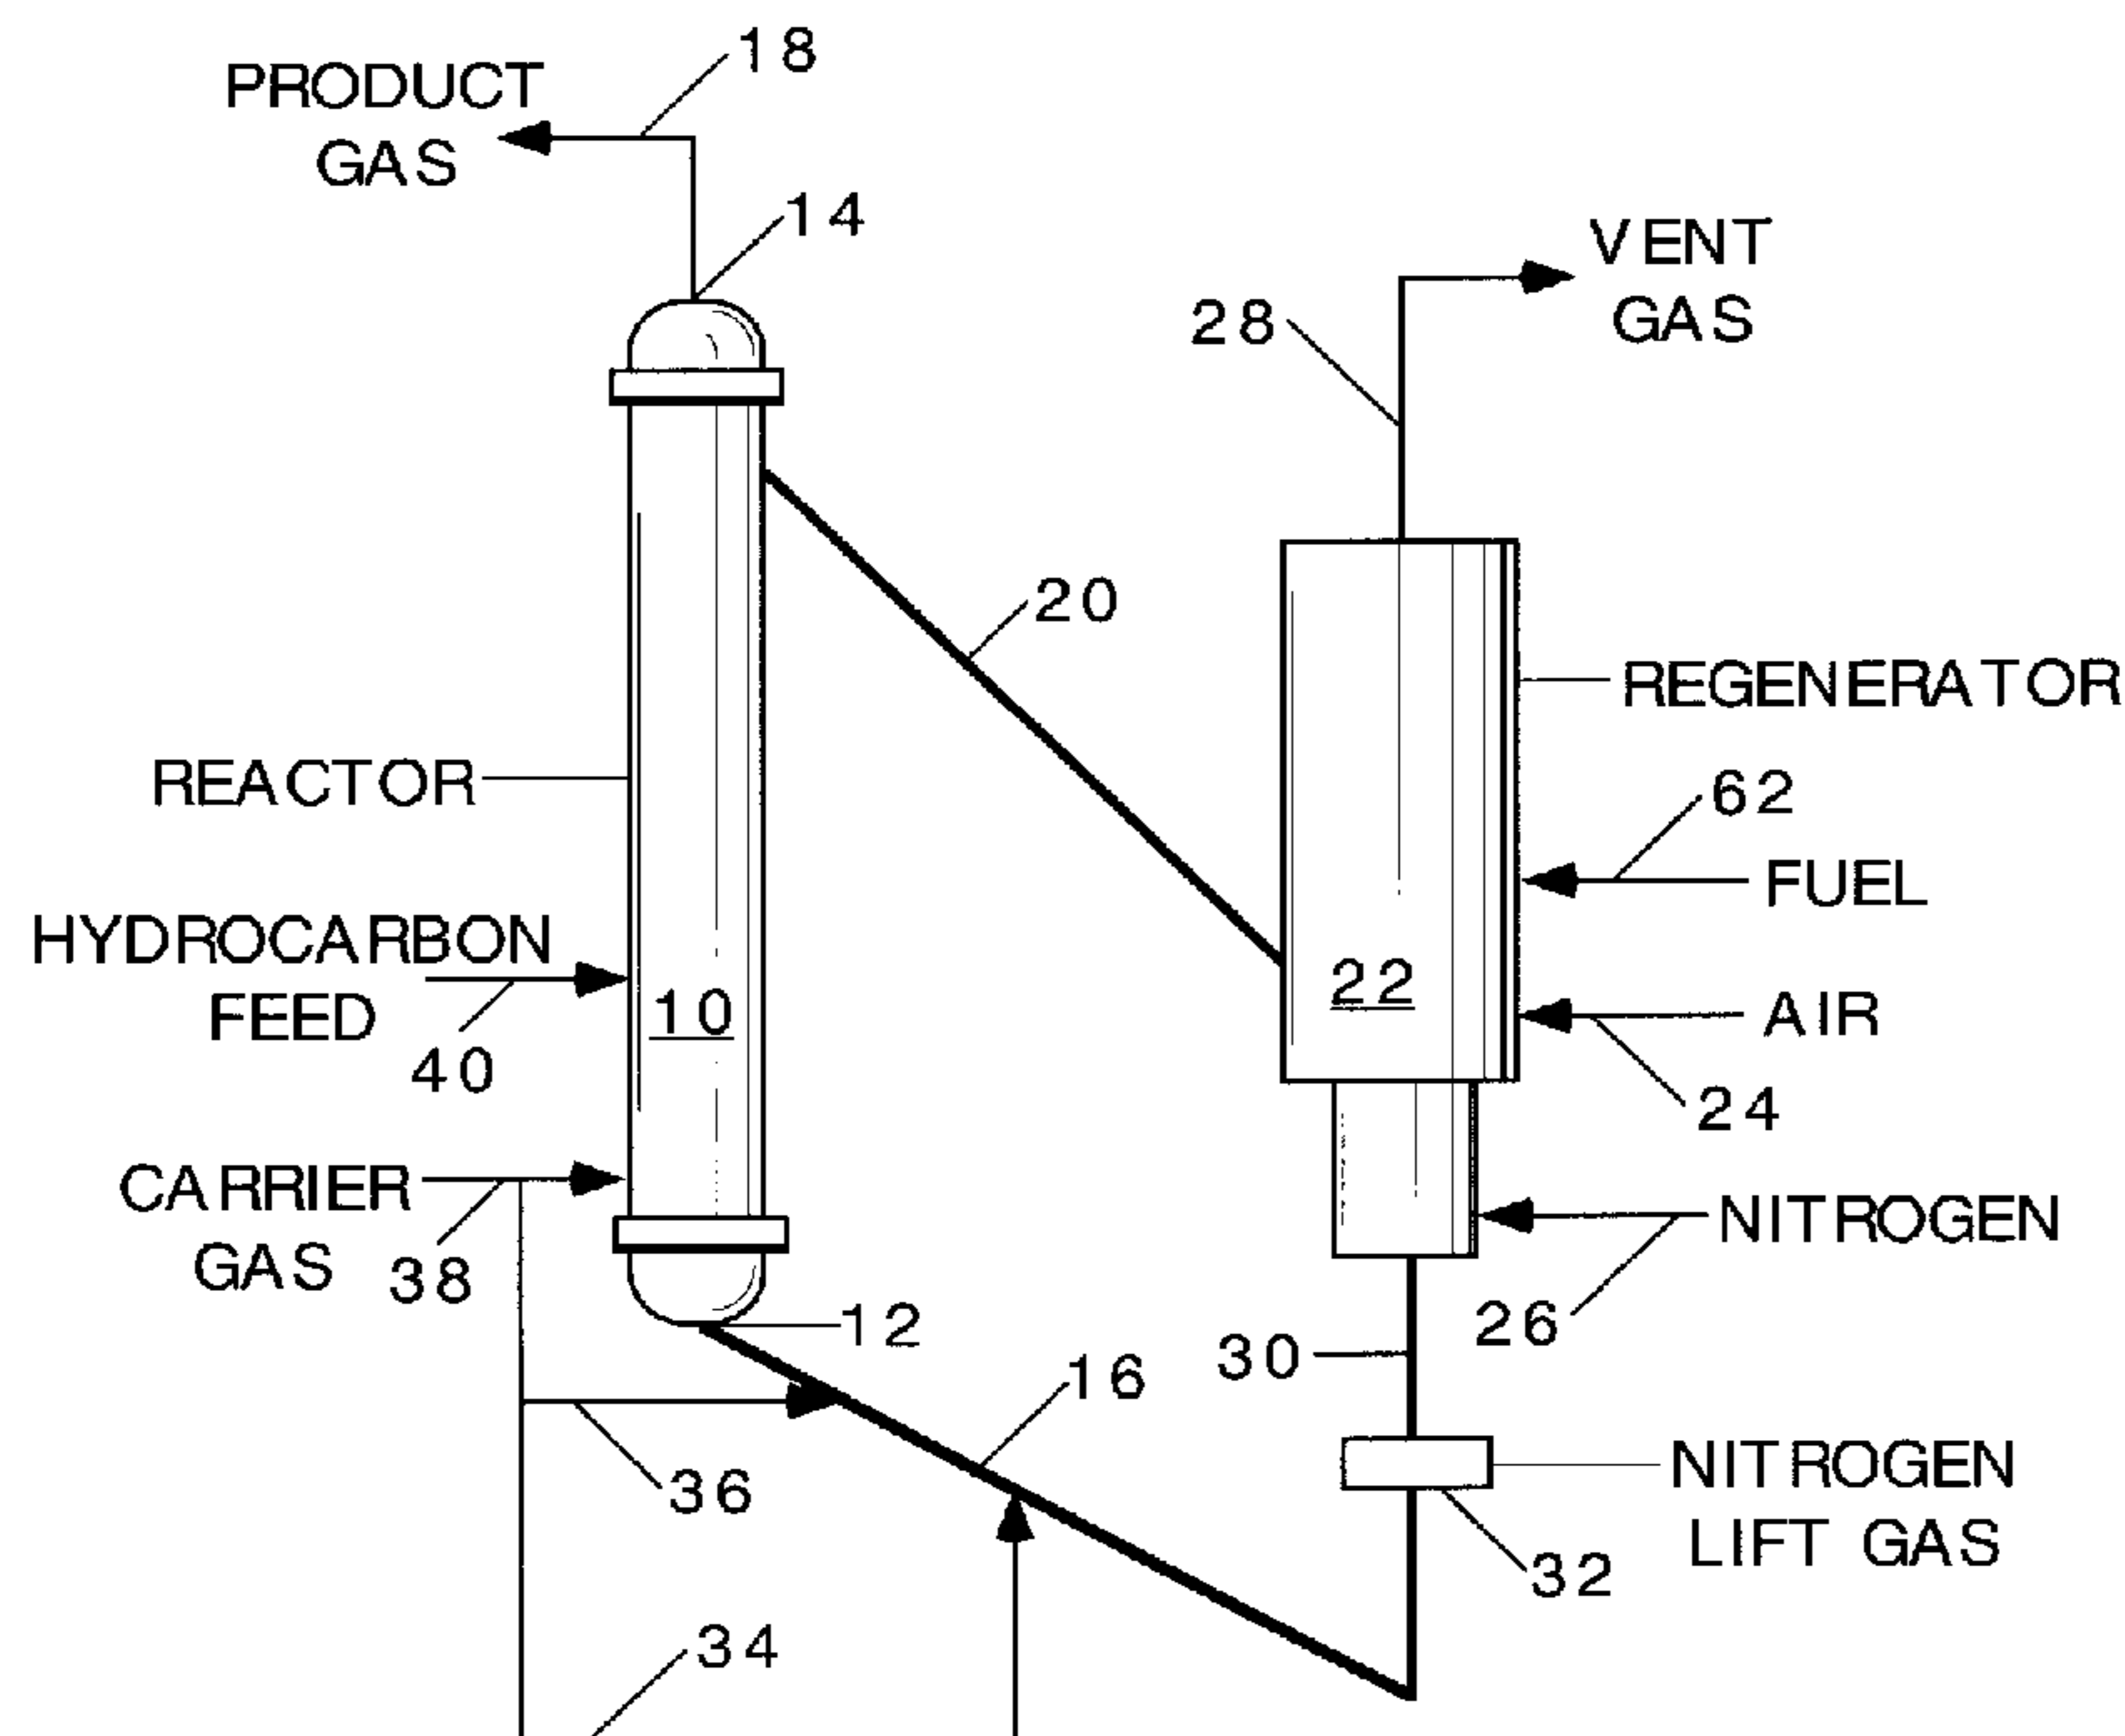 18
PRODUCT
GAS
14
VENT
GAS
28
20
REGENERATOR
REACTOR
62
FUEL
HYDROCARBON
FEED
40
10
22
AIR
24
CARRIER
GAS
38
NITROGEN
26
12
30
16
36
NITROGEN
LIFT GAS
32
34